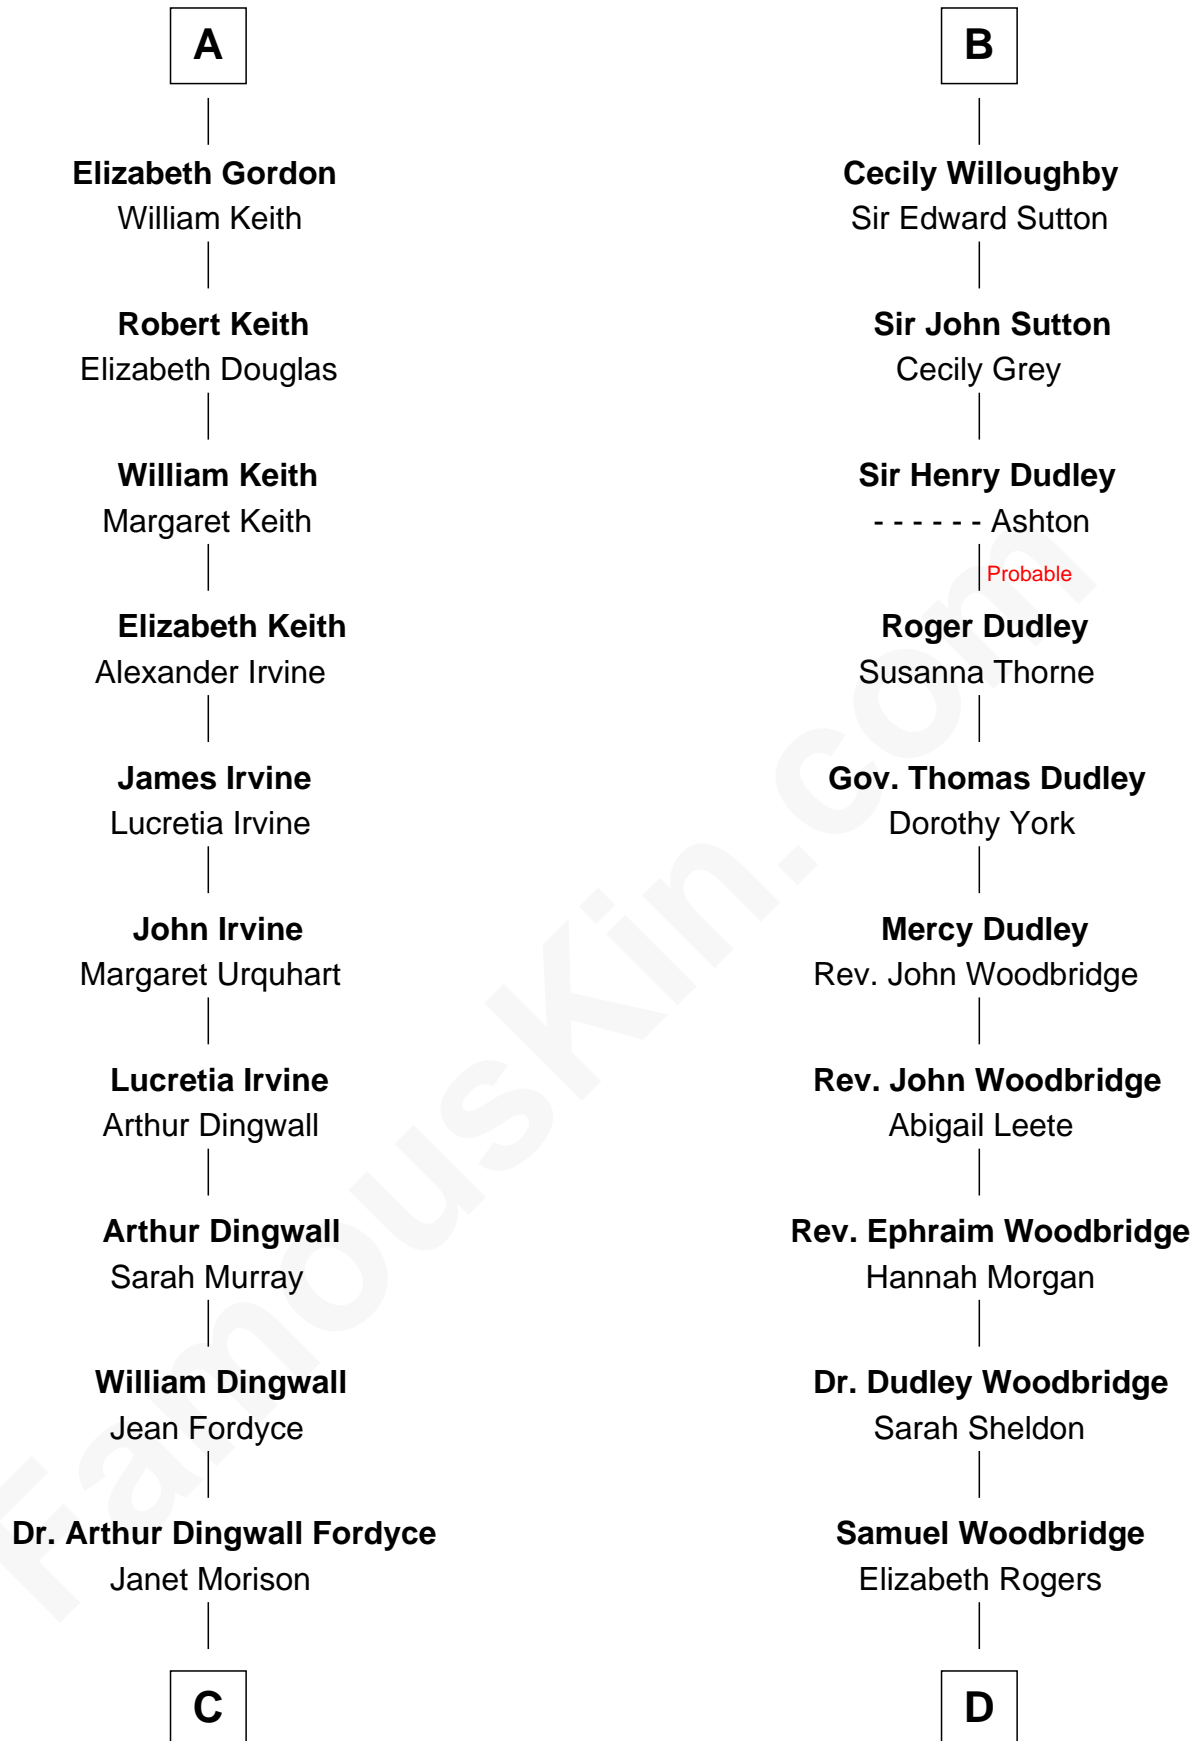 A
Elizabeth Gordon
William Keith
Robert Keith
Elizabeth Douglas
William Keith
Margaret Keith
Elizabeth Keith
Alexander Irvine
James Irvine
Lucretia Irvine
John Irvine
Margaret Urquhart
Lucretia Irvine
Arthur Dingwall
Arthur Dingwall
Sarah Murray
William Dingwall
Jean Fordyce
Dr. Arthur Dingwall Fordyce
Janet Morison
C
B
Cecily Willoughby
Sir Edward Sutton
Sir John Sutton
Cecily Grey
Sir Henry Dudley
- - - - - - Ashton
Probable
Roger Dudley
Susanna Thorne
Gov. Thomas Dudley
Dorothy York
Mercy Dudley
Rev. John Woodbridge
Rev. John Woodbridge
Abigail Leete
Rev. Ephraim Woodbridge
Hannah Morgan
Dr. Dudley Woodbridge
Sarah Sheldon
Samuel Woodbridge
Elizabeth Rogers
D
FamousKin.com